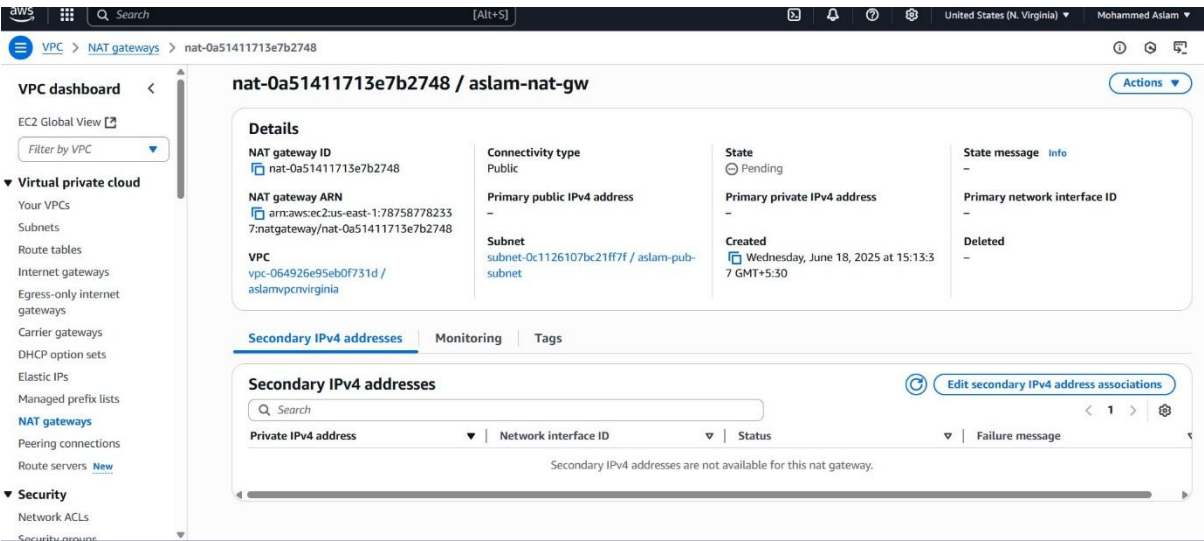 aws
Search [Alt+S] United States (N. Virginia) ▼ Mohammed Aslam ▼
VPC > NAT gateways > nat-0a51411713e7b2748
VPC dashboard
EC2 Global View
Filter by VPC ▼
▼ Virtual private cloud
Your VPCs
Subnets
Route tables
Internet gateways
Egress-only internet
gateways
Carrier gateways
DHCP option sets
Elastic IPs
Managed prefix lists
NAT gateways
Peering connections
Route servers New
▼ Security
Network ACLs
Security groups
nat-0a51411713e7b2748 / aslam-nat-gw
Actions ▼
Details
NAT gateway ID
nat-0a51411713e7b2748
NAT gateway ARN
arn:aws:ec2:us-east-1:78758778233
7:natgateway/nat-0a51411713e7b2748
VPC
vpc-064926e95eb0f731d /
aslamvpcnvirginia
Connectivity type
Public
Primary public IPv4 address
–
Subnet
subnet-0c1126107bc21ff7f / aslam-pub-
subnet
State
Pending
Primary private IPv4 address
–
Created
Wednesday, June 18, 2025 at 15:13:3
7 GMT+5:30
State message Info
–
Primary network interface ID
–
Deleted
–
Secondary IPv4 addresses Monitoring Tags
Secondary IPv4 addresses
Edit secondary IPv4 address associations
Search
< 1 >
Private IPv4 address Network interface ID Status Failure message
Secondary IPv4 addresses are not available for this nat gateway.